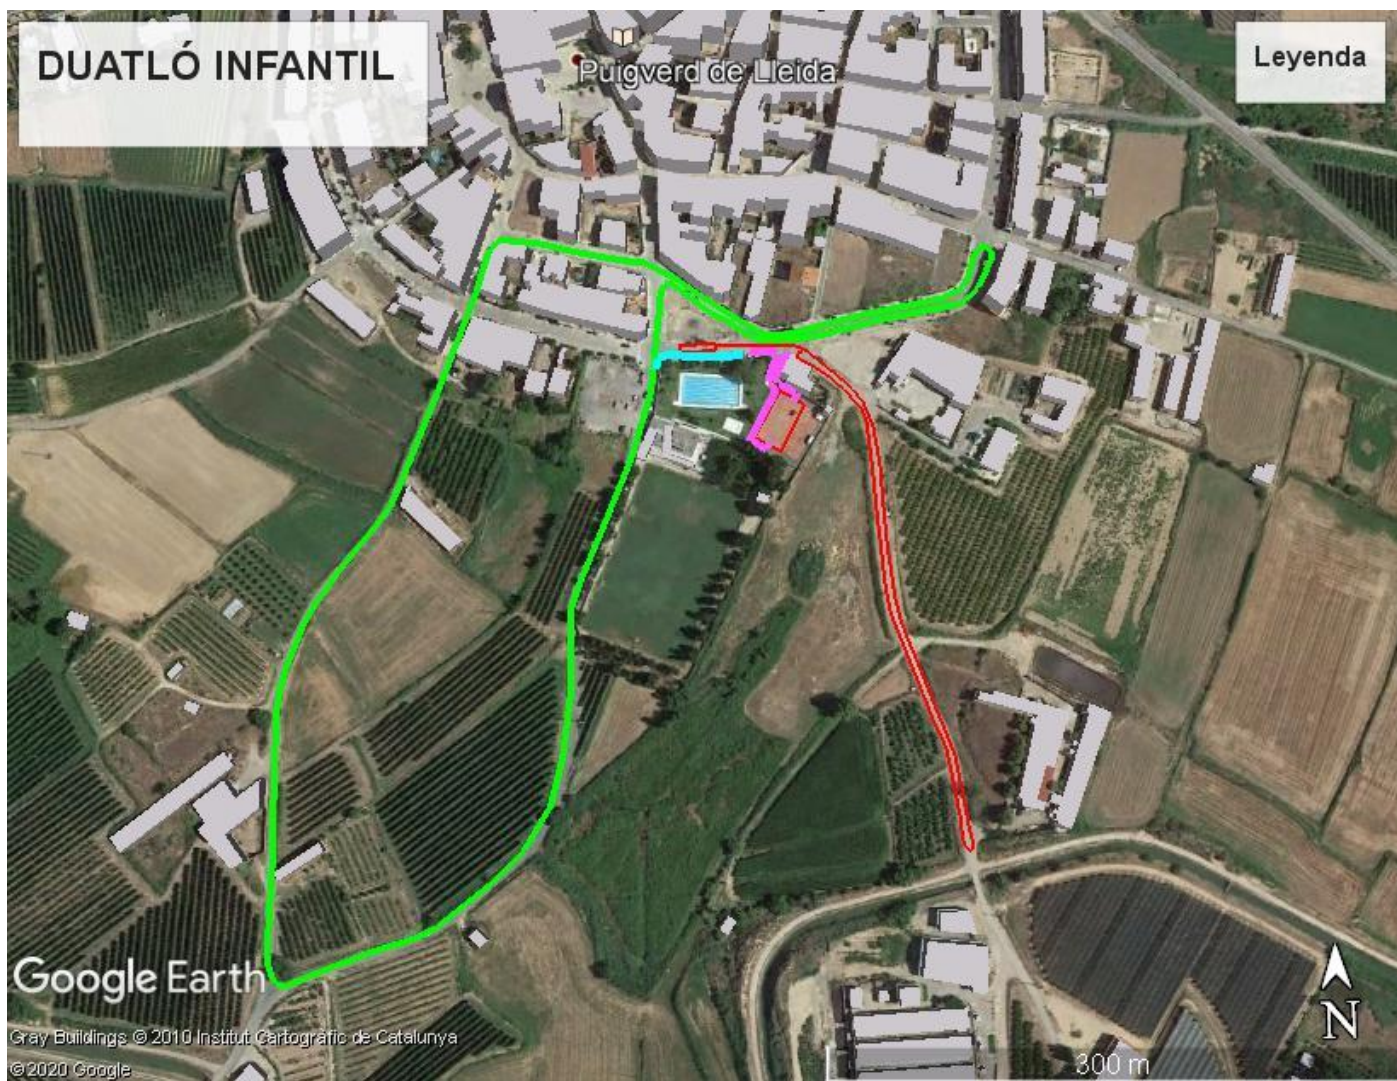 DUATLÓ INFANTIL
Leyenda
Puigverd de Lleida
Google Earth
Gray Buildings © 2010 Institut Cartogràfic de Catalunya
© 2020 Google
N
300 m